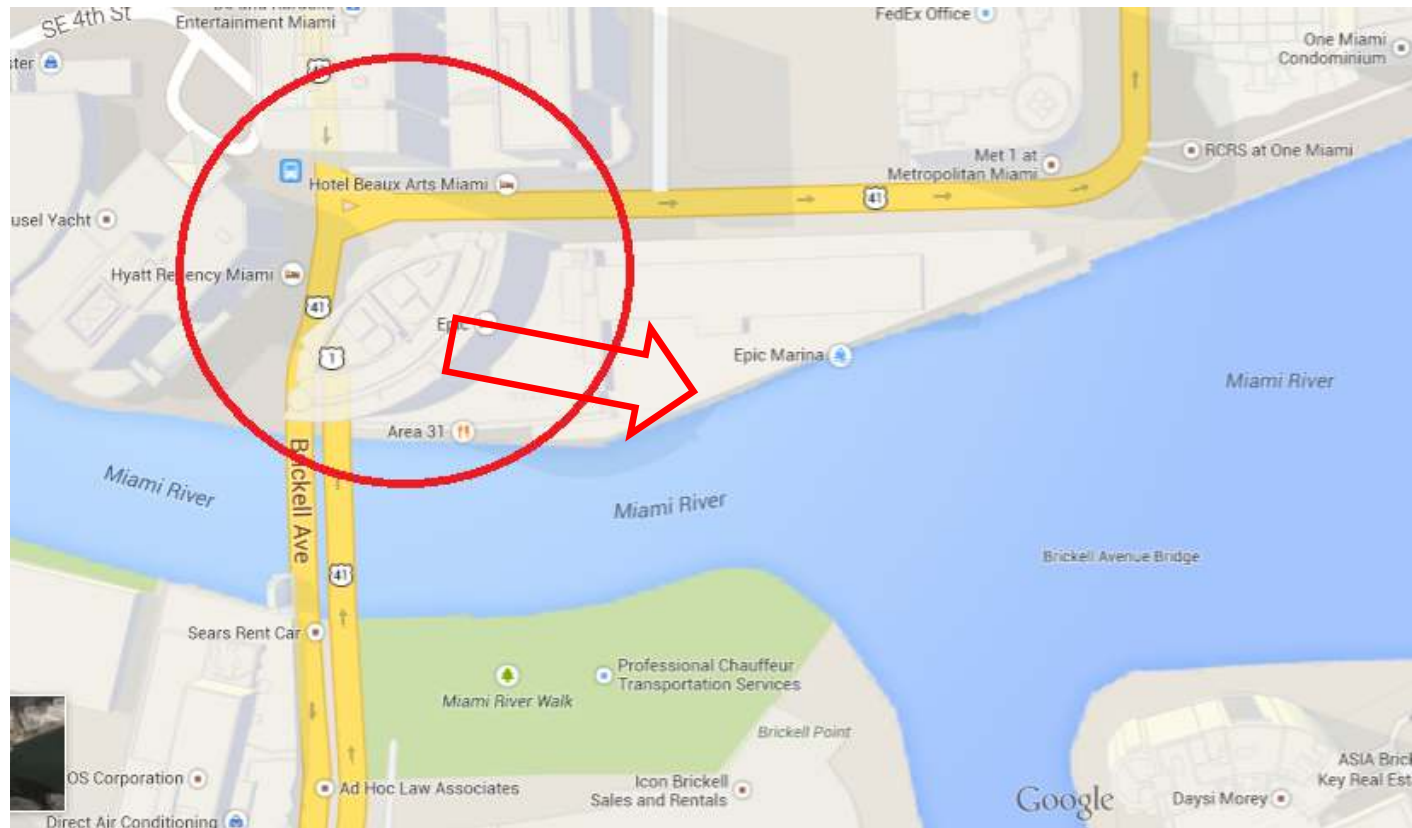 SE 4th St
Entertainment Miami
FedEx Office
One Miami
Condominium
ster
Met 1 at
Metropolitan Miami
RCRS at One Miami
Hotel Beaux Arts Miami
41
usel Yacht
Hyatt Regency Miami
41
1
Epic
Epic Marina
Miami River
Area 31
Brickell Ave
Miami River
Miami River
Brickell Avenue Bridge
41
Sears Rent Car
Professional Chauffeur
Transportation Services
Miami River Walk
Brickell Point
OS Corporation
Ad Hoc Law Associates
Icon Brickell
Sales and Rentals
Google
Daysi Morey
ASIA Brick
Key Real Est
Direct Air Conditioning